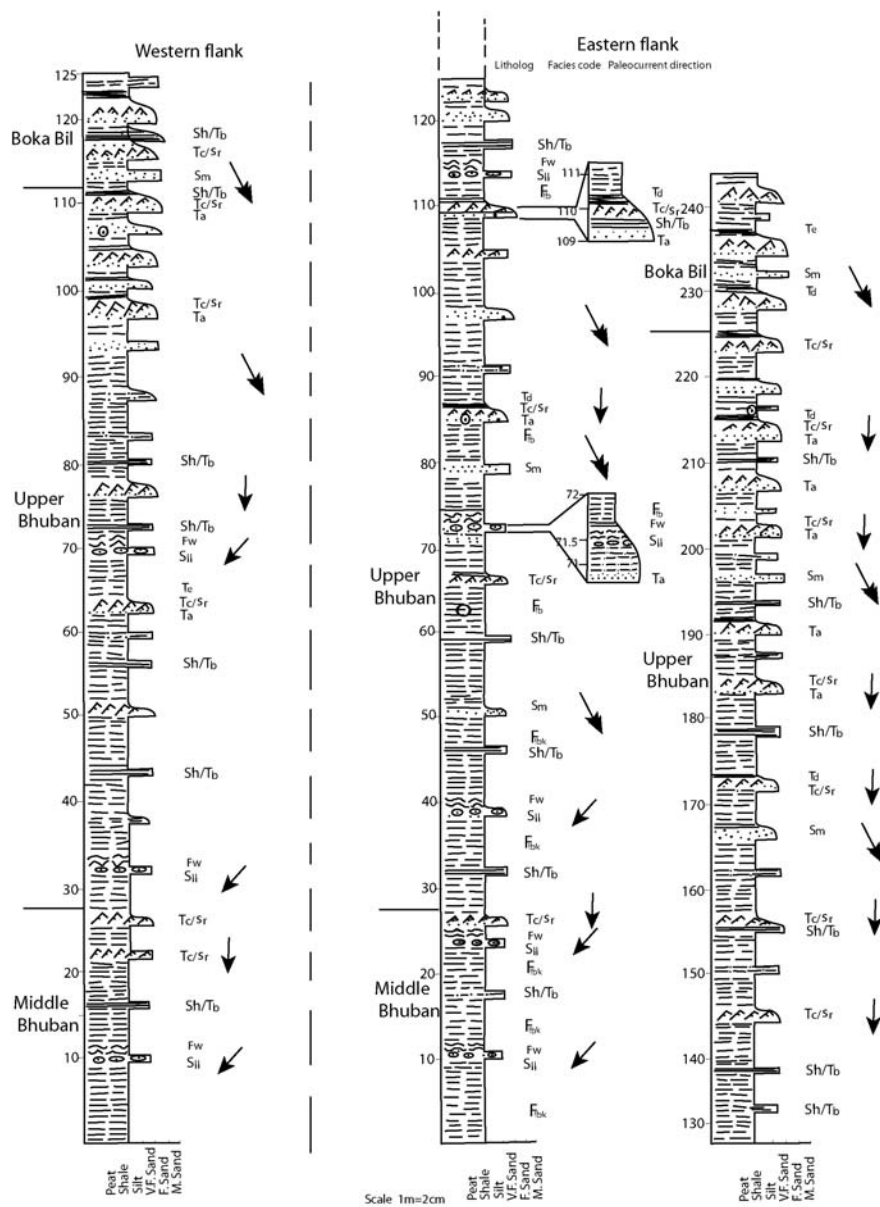 Western flank
125
120
Boka Bil
Sh/Tb
Tc/Sr
Sm
Sh/Tb
Tc/Sr
Ta
110
100
Tc/Sr
Ta
90
80
Sh/Tb
Upper
Bhuban
Sh/Tb
70
Fw
Sii
Te
Tc/Sr
Ta
60
Sh/Tb
50
Sh/Tb
40
Fw
Sii
30
Tc/Sr
20
Tc/Sr
Middle
Bhuban
Sh/Tb
10
Fw
Sii
Peat
Shale
Silt
V.F. Sand
F. Sand
M. Sand
Eastern flank
Litholog Facies code Paleocurrent direction
120
Sh/Tb
Fw
Sii
Fb
110
111
110
109
Td
Tc/Sr
Sh/Tb
Ta
100
90
Td
Tc/Sr
Ta
Fb
80
Sm
72
71.5
71
Fb
Fw
Sii
Ta
70
Upper
Bhuban
Tc/Sr
Fb
60
Sh/Tb
50
Sm
Fbk
Sh/Tb
40
Fw
Sii
Fbk
Sh/Tb
30
Tc/Sr
Fw
Sii
20
Fbk
Middle
Bhuban
Sh/Tb
Fbk
10
Fw
Sii
Fbk
Scale 1m=2cm
Peat
Shale
Silt
V.F. Sand
F. Sand
M. Sand
240
Te
Boka Bil
Sm
230
Td
Tc/Sr
220
Td
Tc/Sr
Ta
210
Sh/Tb
Ta
Tc/Sr
Ta
200
Sm
Sh/Tb
190
Ta
Upper
Bhuban
Tc/Sr
Ta
180
Sh/Tb
Td
Tc/Sr
170
Sm
160
Tc/Sr
Sh/Tb
150
Tc/Sr
140
Sh/Tb
Sh/Tb
130
Peat
Shale
Silt
V.F. Sand
F. Sand
M. Sand